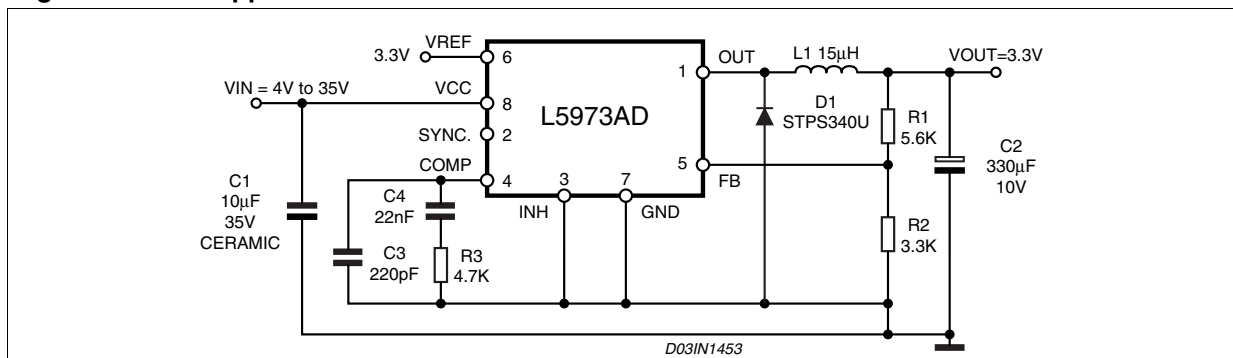 VREF
3.3V
6
VIN = 4V to 35V
VCC
8
SYNC.
2
COMP
4
L5973AD
1
OUT
L1 15µH
VOUT=3.3V
D1
STPS340U
R1
5.6K
5
FB
C2
330µF
10V
3
INH
7
GND
R2
3.3K
C1
10µF
35V
CERAMIC
C4
22nF
C3
220pF
R3
4.7K
D03IN1453